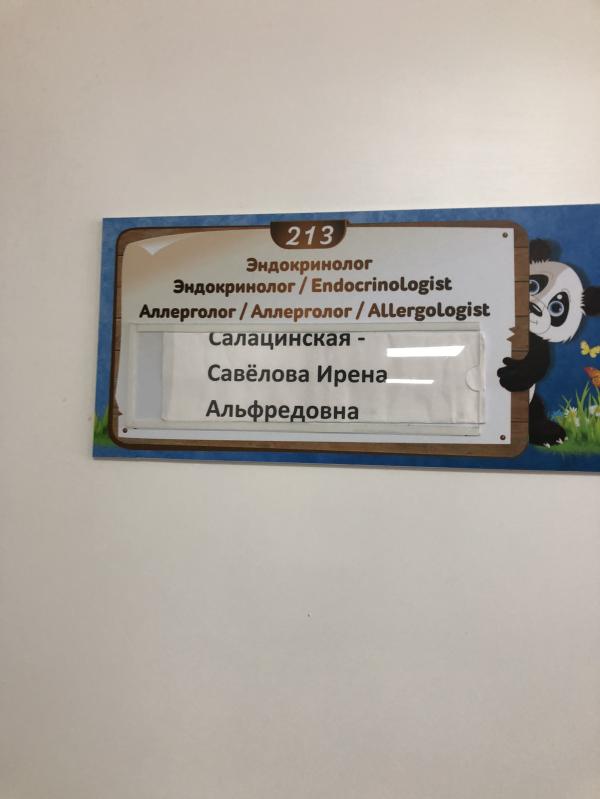 213
Эндокринолог
Эндокринолог / Endocrinologist
Аллерголог / Аллерголог / Allergologist
Салацинская -
Савёлова Ирена
Альфредовна